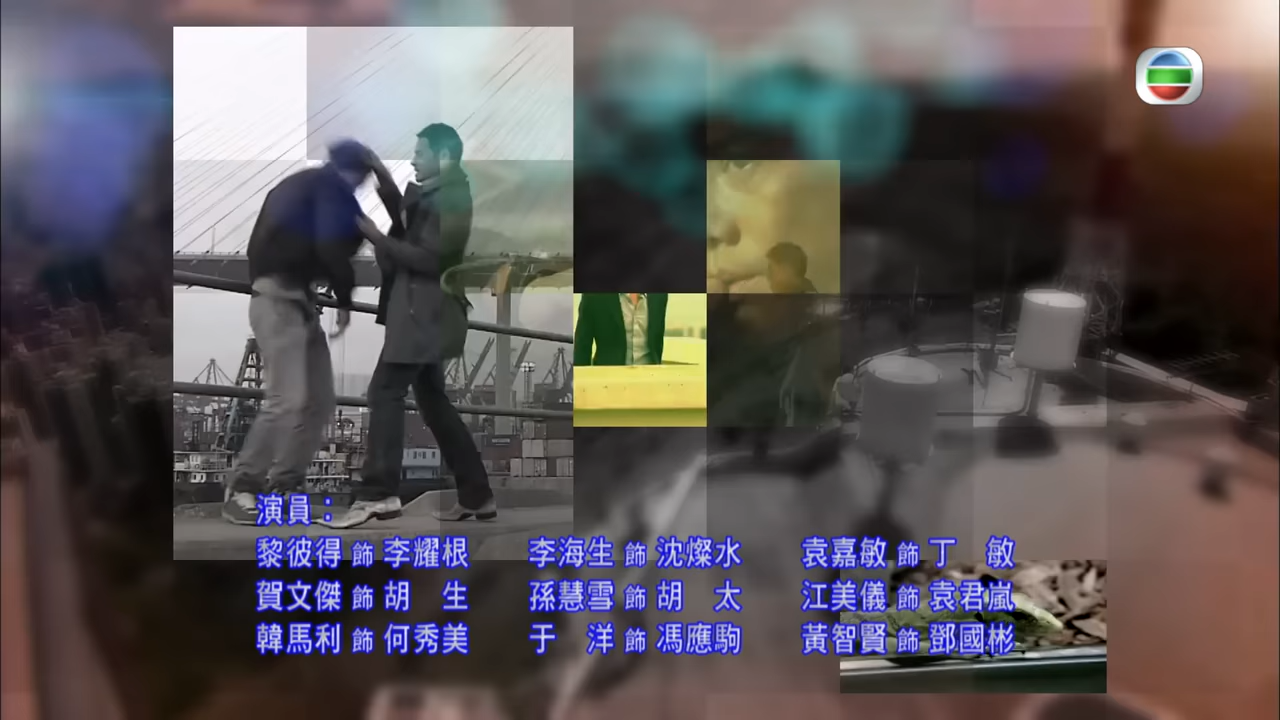 演員：
黎彼得 飾 李耀根 李海生 飾 沈燦水 袁嘉敏 飾 丁　敏
賀文傑 飾 胡　生 孫慧雪 飾 胡　太 江美儀 飾 袁君嵐
韓馬利 飾 何秀美 于　洋 飾 馮應駒 黃智賢 飾 鄧國彬